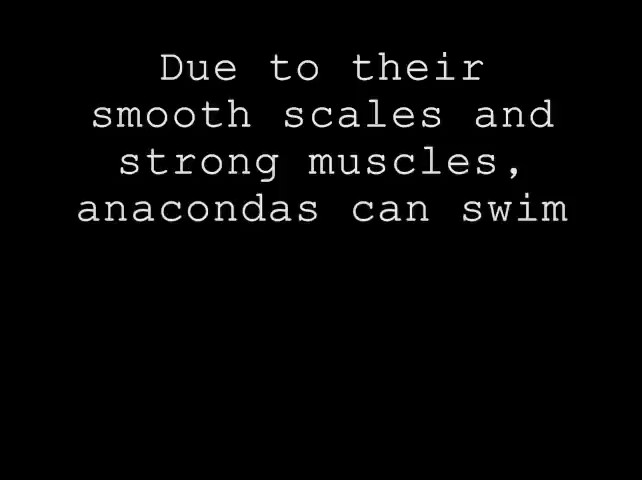 Due to their
smooth scales and
strong muscles,
anacondas can swim